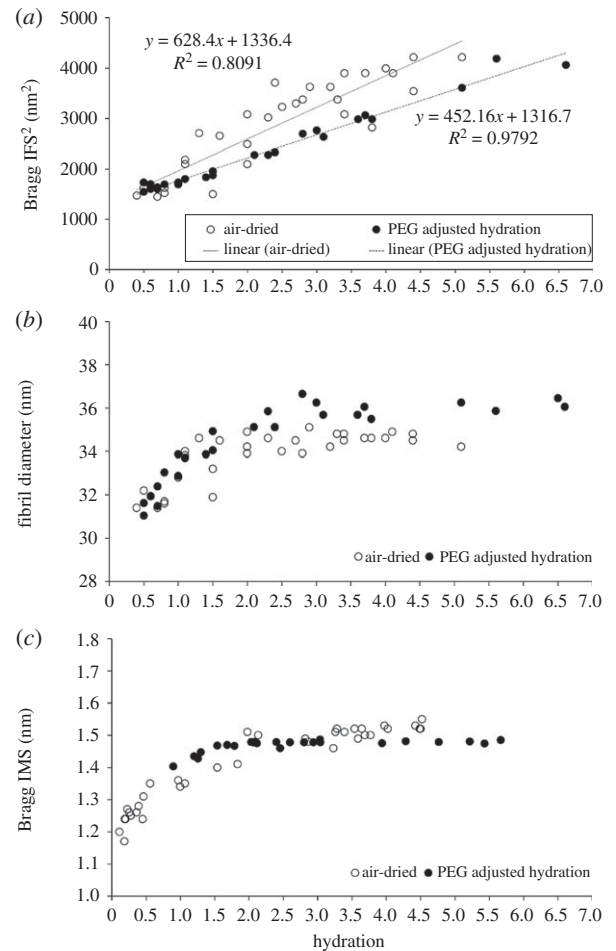 (a)
y = 628.4x + 1336.4
R² = 0.8091
y = 452.16x + 1316.7
R² = 0.9792
Bragg IFS² (nm²)
5000
4000
3000
2000
1000
0
air-dried PEG adjusted hydration
linear (air-dried) linear (PEG adjusted hydration)
0.5 1.0 1.5 2.0 2.5 3.0 3.5 4.0 4.5 5.0 5.5 6.0 6.5 7.0
(b)
fibril diameter (nm)
40
38
36
34
32
30
28
air-dried PEG adjusted hydration
0 0.5 1.0 1.5 2.0 2.5 3.0 3.5 4.0 4.5 5.0 5.5 6.0 6.5 7.0
(c)
Bragg IMS (nm)
1.8
1.7
1.6
1.5
1.4
1.3
1.2
1.1
1.0
air-dried PEG adjusted hydration
0 0.5 1.0 1.5 2.0 2.5 3.0 3.5 4.0 4.5 5.0 5.5 6.0 6.5 7.0
hydration